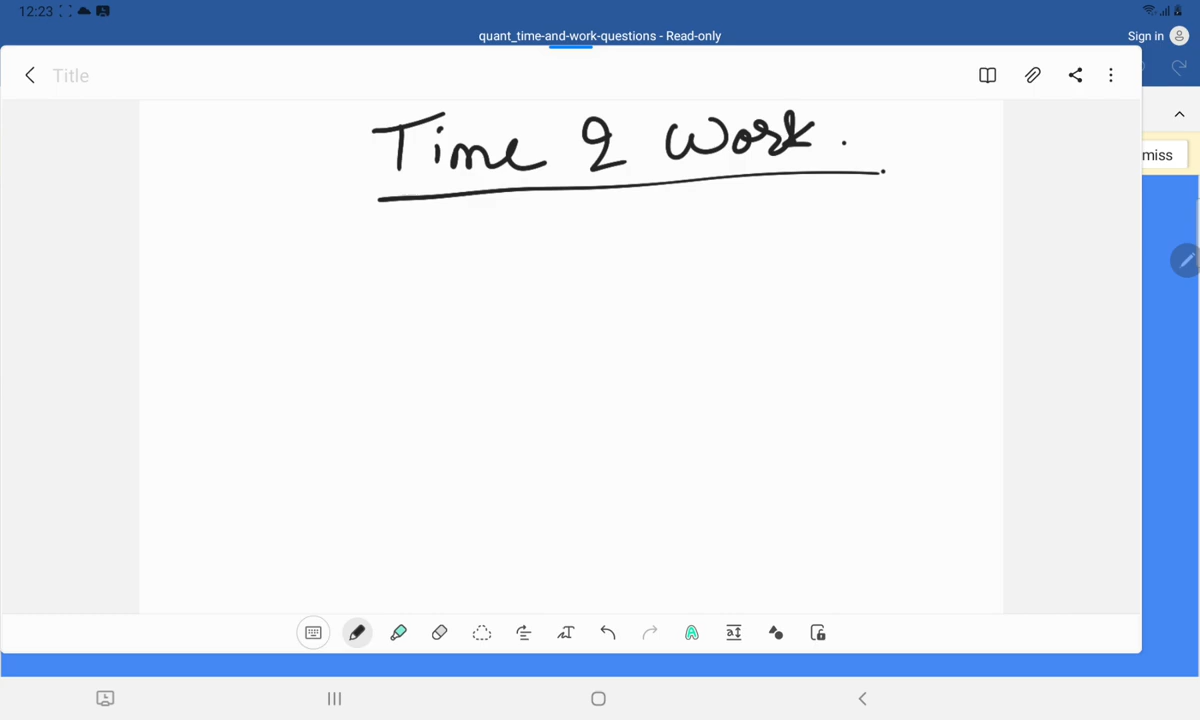 12:23
quant_time-and-work-questions - Read-only
Sign in
Title
miss
Time & Work.